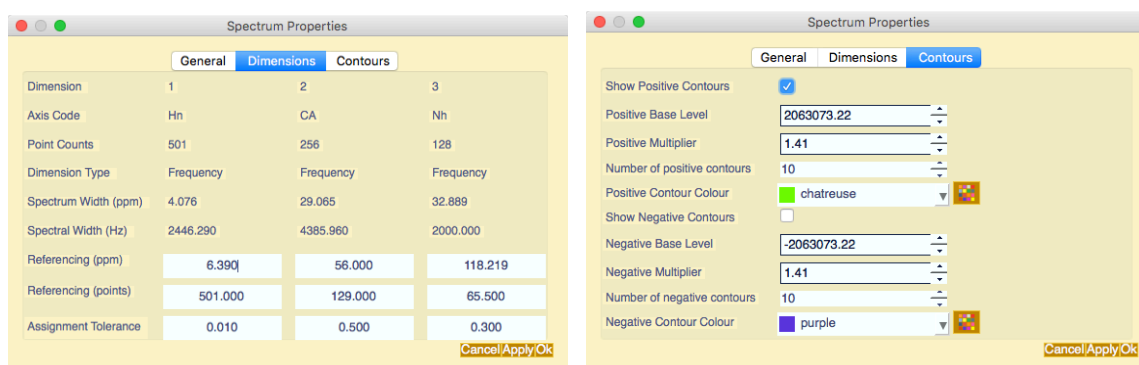 Spectrum Properties
General Dimensions Contours
Dimension 1 2 3
Axis Code Hn CA Nh
Point Counts 501 256 128
Dimension Type Frequency Frequency Frequency
Spectrum Width (ppm) 4.076 29.065 32.889
Spectral Width (Hz) 2446.290 4385.960 2000.000
Referencing (ppm) 6.390 56.000 118.219
Referencing (points) 501.000 129.000 65.500
Assignment Tolerance 0.010 0.500 0.300
Cancel Apply Ok
Spectrum Properties
General Dimensions Contours
Show Positive Contours
Positive Base Level 2063073.22
Positive Multiplier 1.41
Number of positive contours 10
Positive Contour Colour chatreuse
Show Negative Contours
Negative Base Level -2063073.22
Negative Multiplier 1.41
Number of negative contours 10
Negative Contour Colour purple
Cancel Apply Ok